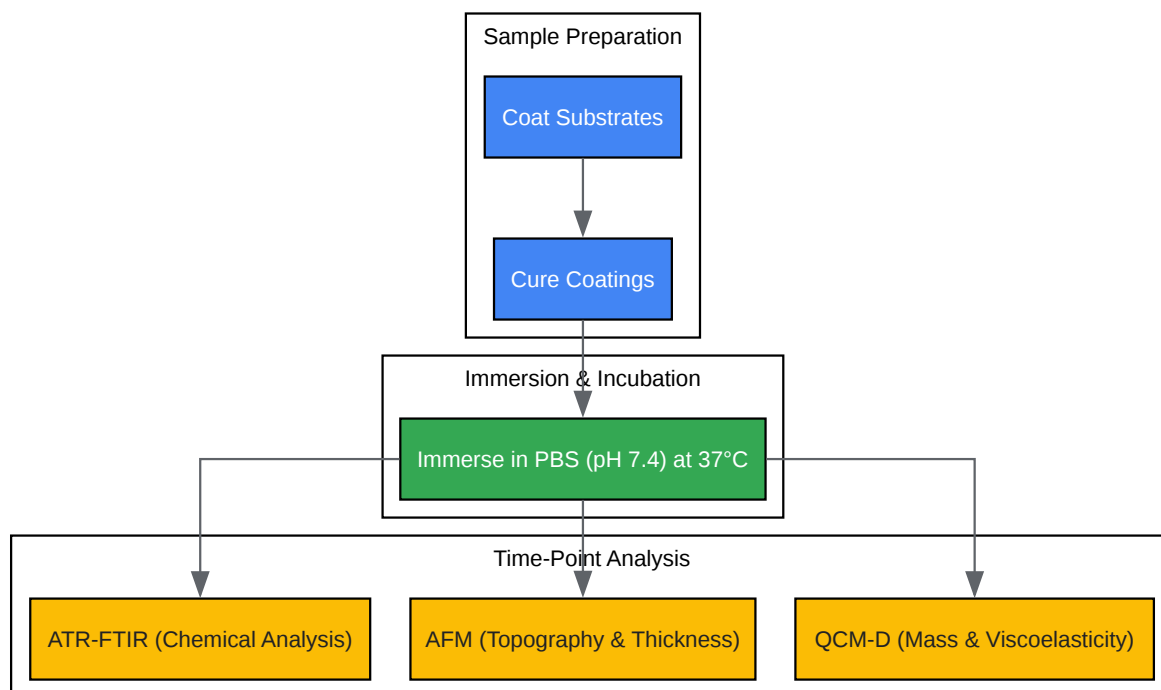 Sample Preparation
Coat Substrates
Cure Coatings
Immersion & Incubation
Immerse in PBS (pH 7.4) at 37°C
Time-Point Analysis
ATR-FTIR (Chemical Analysis)
AFM (Topography & Thickness)
QCM-D (Mass & Viscoelasticity)